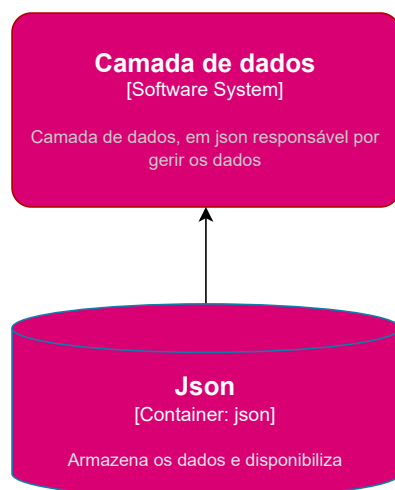 Camada de dados
[Software System]
Camada de dados, em json responsável por
gerir os dados
Json
[Container: json]
Armazena os dados e disponibiliza